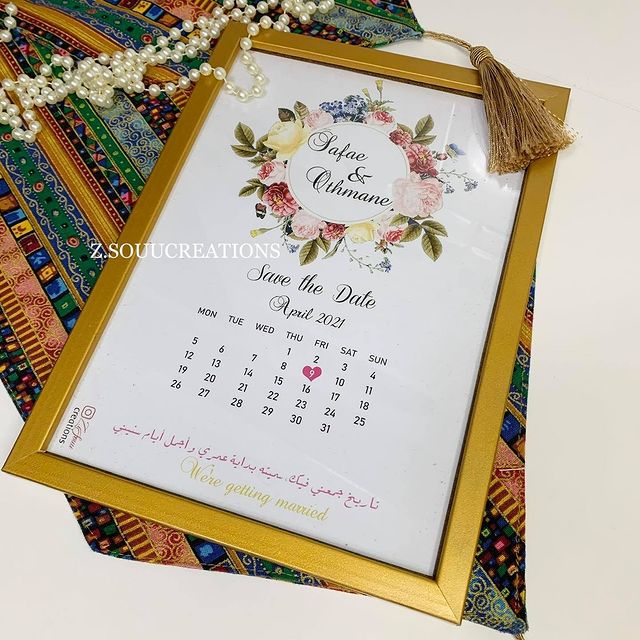 Safae
&
Othmane
Z.SOUUCREATIONS
Save the Date
April 2021
MON TUE WED THU FRI SAT SUN
1 2 3 4
5 6 7 8 9 10 11
12 13 14 15 16 17 18
19 20 21 22 23 24 25
26 27 28 29 30 31
تاريخ جمعني فيك سميته بداية عمري وأجمل أيام سنيني
We're getting married
creations